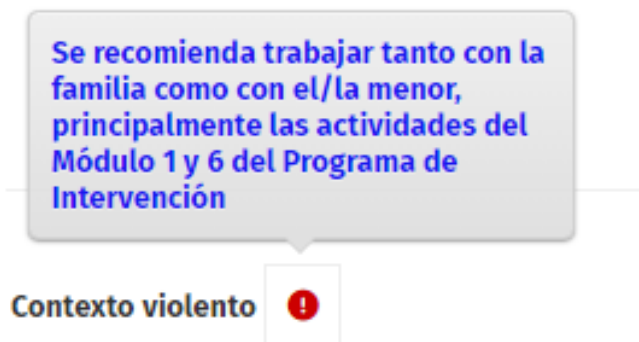 Se recomienda trabajar tanto con la
familia como con el/la menor,
principalmente las actividades del
Módulo 1 y 6 del Programa de
Intervención
Contexto violento